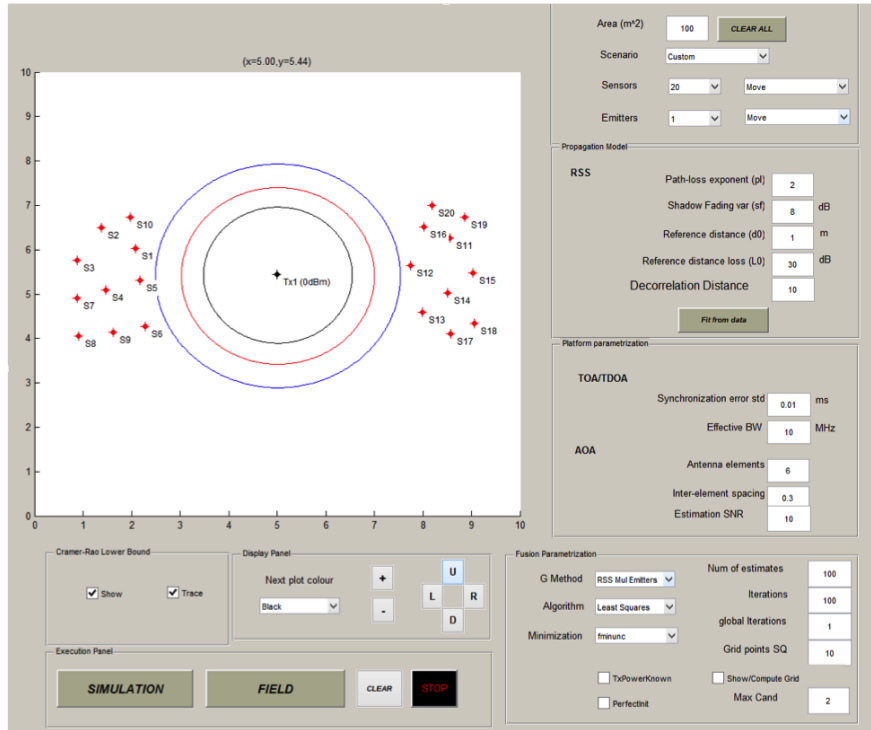 Area (m^2) 100 CLEAR ALL
Scenario Custom
Sensors 20 Move
Emitters 1 Move
(x=5.00,y=5.44)
10
9
8
7
6
5
4
3
2
1
0
0 1 2 3 4 5 6 7 8 9 10
S20
S10 S19
S2 S16
S11
S1
S3 S12
Tx1 (0dBm) S15
S5
S4 S14
S7
S13
S6 S18
S9 S17
S8
Propagation Model
RSS
Path-loss exponent (pl) 2
Shadow Fading var (sf) 8 dB
Reference distance (d0) 1 m
Reference distance loss (L0) 30 dB
Decorrelation Distance 10
Fit from data
Platform parametrization
TOA/TDOA
Synchronization error std 0.01 ms
Effective BW 10 MHz
AOA
Antenna elements 6
Inter-element spacing 0.3
Estimation SNR 10
Cramer-Rao Lower Bound
Show Trace
Display Panel
Next plot colour
Black
+
-
U
L R
D
Execution Panel
SIMULATION FIELD CLEAR STOP
Fusion Parametrization
G Method RSS Mul Emitters
Algorithm Least Squares
Minimization fminunc
Num of estimates 100
Iterations 100
global Iterations 1
Grid points SQ 10
TxPowerKnown Show/Compute Grid
PerfectInit Max Cand 2